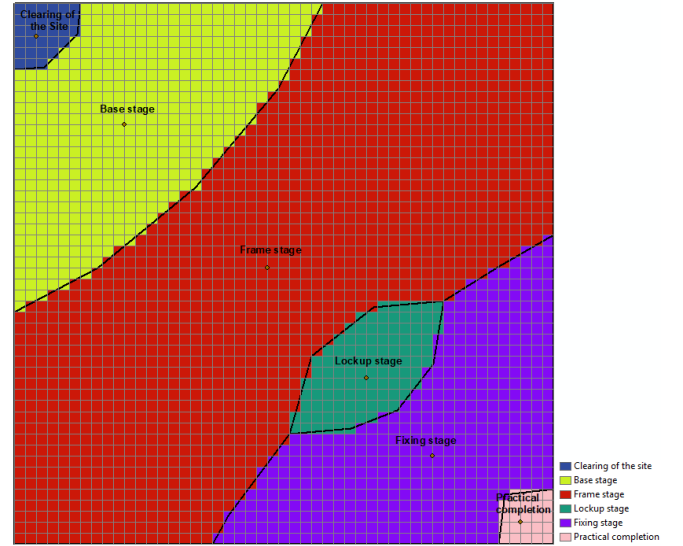 Clearing of
the Site
Base stage
Frame stage
Lockup stage
Fixing stage
Practical
completion
Clearing of the site
Base stage
Frame stage
Lockup stage
Fixing stage
Practical completion